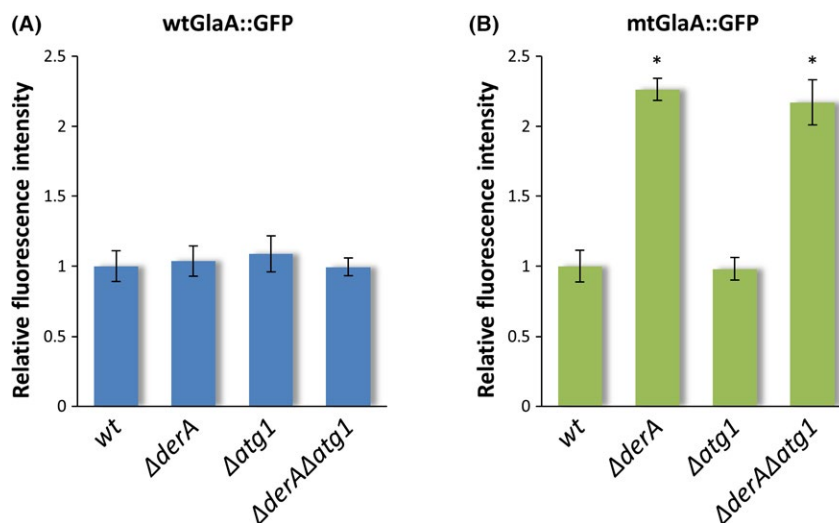 (A)
wtGlaA::GFP
Relative fluorescence intensity
2.5
2
1.5
1
0.5
0
wt
ΔderA
Δatg1
ΔderAΔatg1
(B)
mtGlaA::GFP
Relative fluorescence intensity
2.5
2
1.5
1
0.5
0
*
*
wt
ΔderA
Δatg1
ΔderAΔatg1